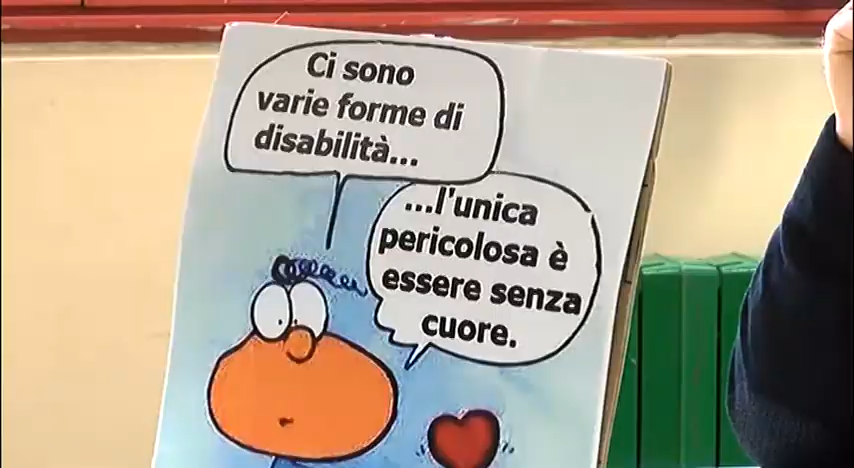 Ci sono
varie forme di
disabilità...
...l'unica
pericolosa è
essere senza
cuore.